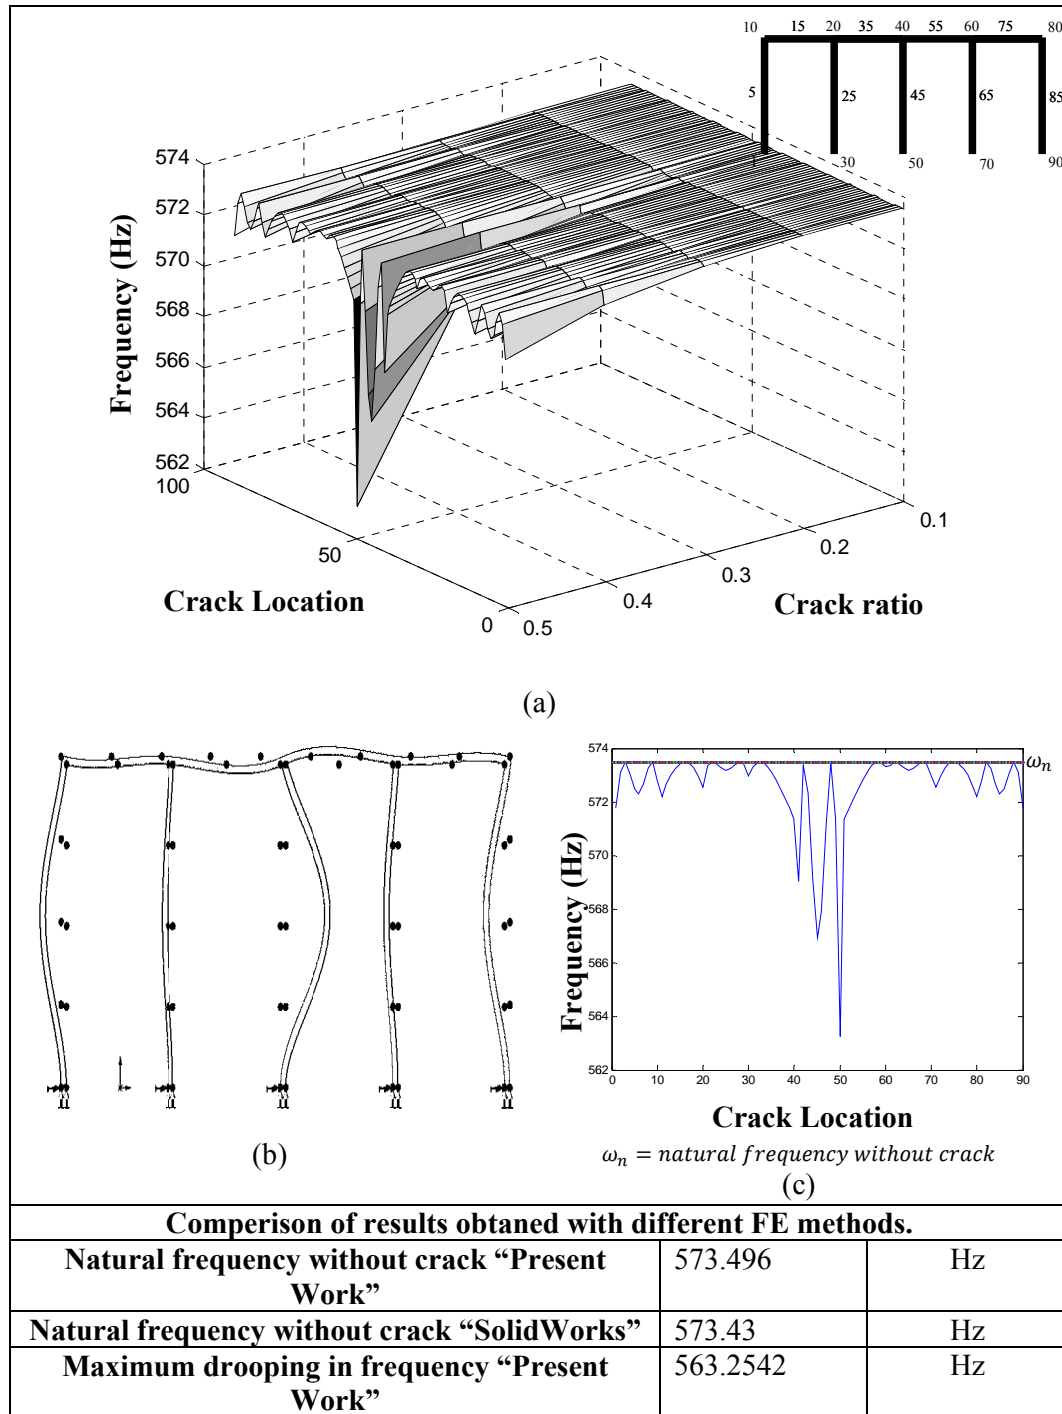 10 15 20 35 40 55 60 75 80
5 25 45 65 85
1 30 50 70 90
574
572
570
568
566
564
562
Frequency (Hz)
100
50
0
Crack Location
0.5
0.4
0.3
0.2
0.1
Crack ratio
(a)
(b)
574
572
570
568
566
564
562
Frequency (Hz)
ωn
0 10 20 30 40 50 60 70 80 90
Crack Location
ωn = natural frequency without crack
(c)
Comperison of results obtaned with different FE methods.
Natural frequency without crack “Present
Work” 573.496 Hz
Natural frequency without crack “SolidWorks” 573.43 Hz
Maximum drooping in frequency “Present
Work” 563.2542 Hz